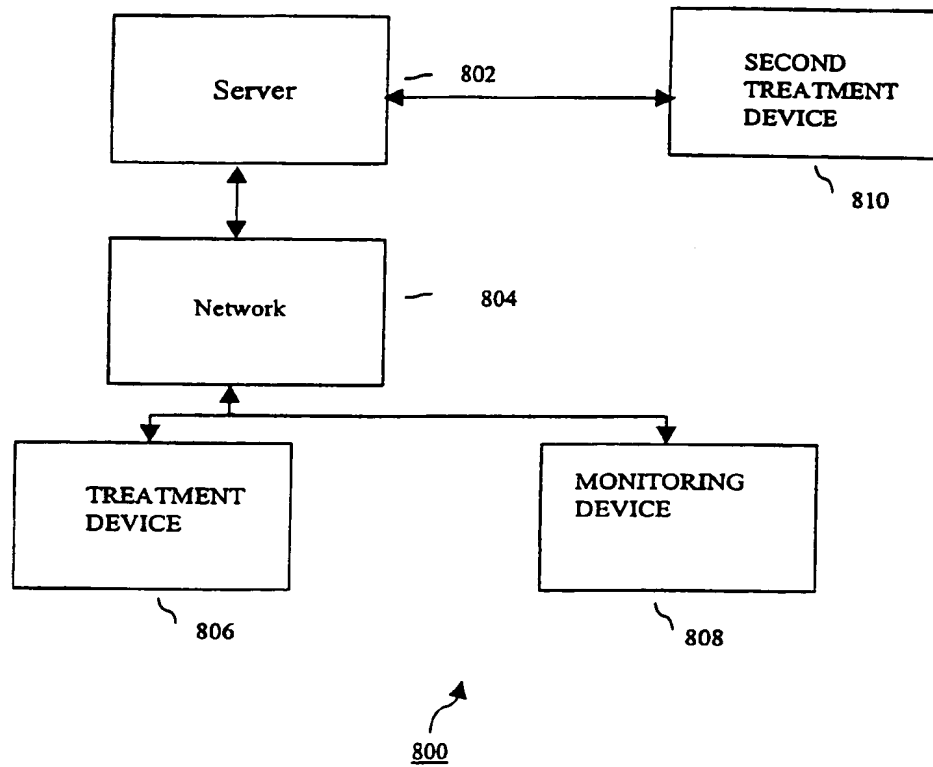 Server
802
SECOND
TREATMENT
DEVICE
810
Network
804
TREATMENT
DEVICE
806
MONITORING
DEVICE
808
800